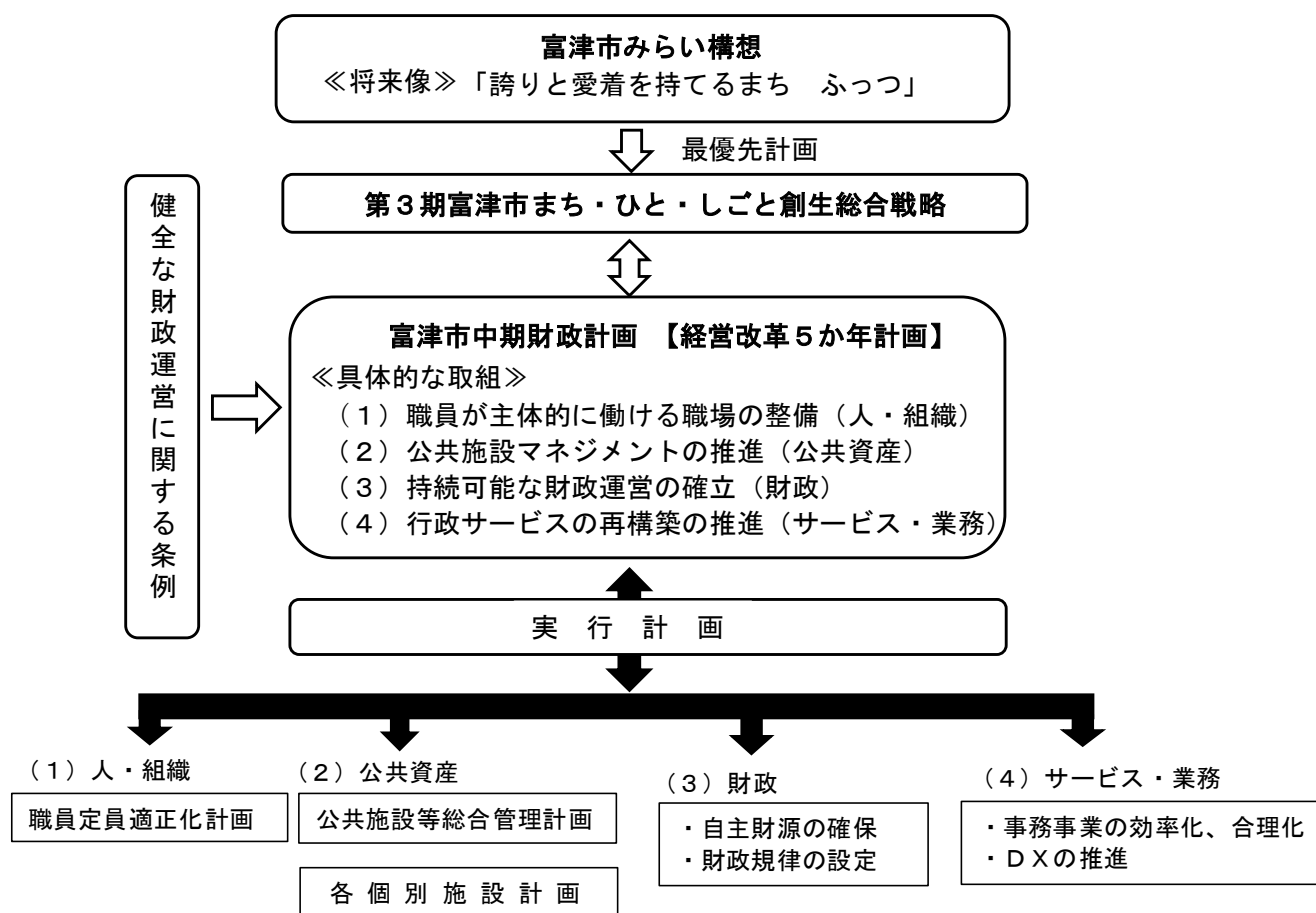 富津市みらい構想
≪将来像≫「誇りと愛着を持てるまち　ふっつ」
最優先計画
第３期富津市まち・ひと・しごと創生総合戦略
健全な財政運営に関する条例
富津市中期財政計画　【経営改革５か年計画】
≪具体的な取組≫
（１）職員が主体的に働ける職場の整備（人・組織）
（２）公共施設マネジメントの推進（公共資産）
（３）持続可能な財政運営の確立（財政）
（４）行政サービスの再構築の推進（サービス・業務）
実　行　計　画
（１）人・組織
職員定員適正化計画
（２）公共資産
公共施設等総合管理計画
各 個 別 施 設 計 画
（３）財政
・自主財源の確保
・財政規律の設定
（４）サービス・業務
・事務事業の効率化、合理化
・ＤＸの推進